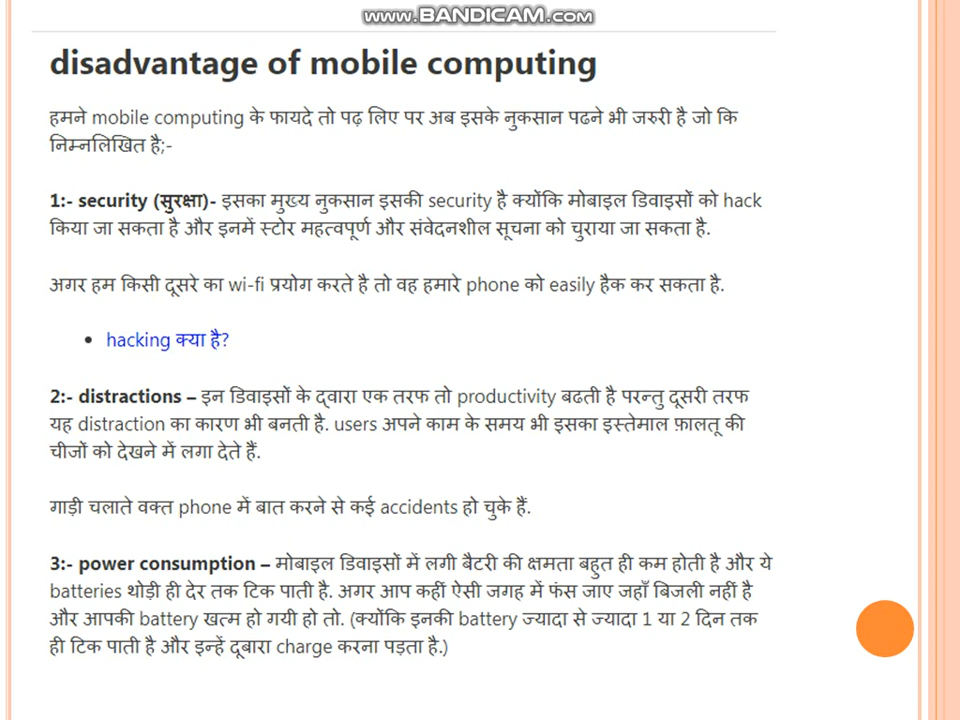 www.BANDICAM.com
disadvantage of mobile computing
हमने mobile computing के फायदे तो पढ़ लिए पर अब इसके नुकसान पढने भी जरुरी है जो कि
निम्नलिखित है;-
1:- security (सुरक्षा)- इसका मुख्य नुकसान इसकी security है क्योंकि मोबाइल डिवाइसों को hack
किया जा सकता है और इनमें स्टोर महत्वपूर्ण और संवेदनशील सूचना को चुराया जा सकता है.
अगर हम किसी दूसरे का wi-fi प्रयोग करते है तो वह हमारे phone को easily हैक कर सकता है.
• hacking क्या है?
2:- distractions – इन डिवाइसों के द्वारा एक तरफ तो productivity बढती है परन्तु दूसरी तरफ
यह distraction का कारण भी बनती है. users अपने काम के समय भी इसका इस्तेमाल फ़ालतू की
चीजों को देखने में लगा देते हैं.
गाड़ी चलाते वक्त phone में बात करने से कई accidents हो चुके हैं.
3:- power consumption – मोबाइल डिवाइसों में लगी बैटरी की क्षमता बहुत ही कम होती है और ये
batteries थोड़ी ही देर तक टिक पाती है. अगर आप कहीं ऐसी जगह में फंस जाए जहाँ बिजली नहीं है
और आपकी battery खत्म हो गयी हो तो. (क्योंकि इनकी battery ज्यादा से ज्यादा 1 या 2 दिन तक
ही टिक पाती है और इन्हें दूबारा charge करना पड़ता है.)